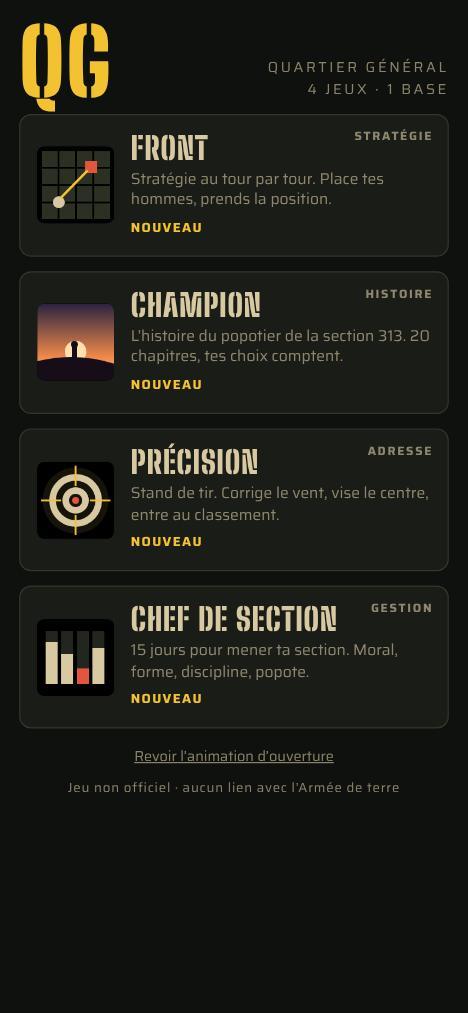 QG
QUARTIER GÉNÉRAL
4 JEUX · 1 BASE
FRONT
STRATÉGIE
Stratégie au tour par tour. Place tes
hommes, prends la position.
NOUVEAU
CHAMPION
HISTOIRE
L'histoire du popotier de la section 313. 20
chapitres, tes choix comptent.
NOUVEAU
PRÉCISION
ADRESSE
Stand de tir. Corrige le vent, vise le centre,
entre au classement.
NOUVEAU
CHEF DE SECTION
GESTION
15 jours pour mener ta section. Moral,
forme, discipline, popote.
NOUVEAU
Revoir l'animation d'ouverture
Jeu non officiel · aucun lien avec l'Armée de terre